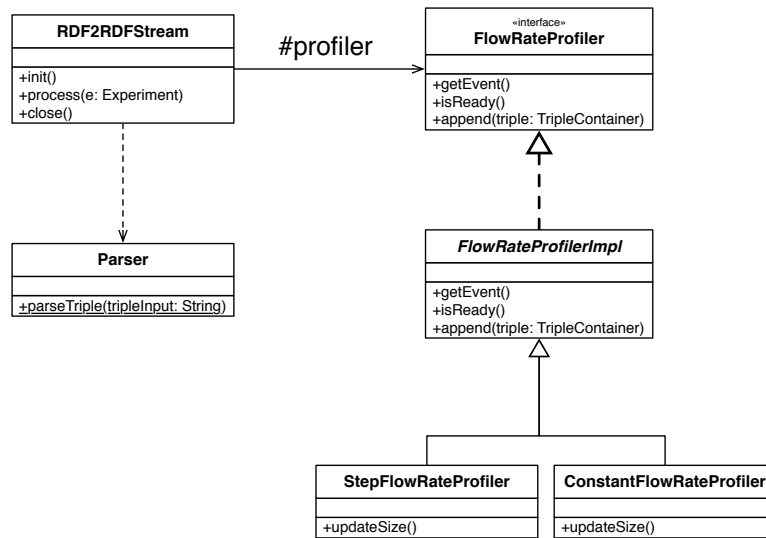 RDF2RDFStream
+init()
+process(e: Experiment)
+close()
#profiler
«interface»
FlowRateProfiler
+getEvent()
+isReady()
+append(triple: TripleContainer)
Parser
+parseTriple(tripleInput: String)
FlowRateProfilerImpl
+getEvent()
+isReady()
+append(triple: TripleContainer)
StepFlowRateProfiler
+updateSize()
ConstantFlowRateProfiler
+updateSize()